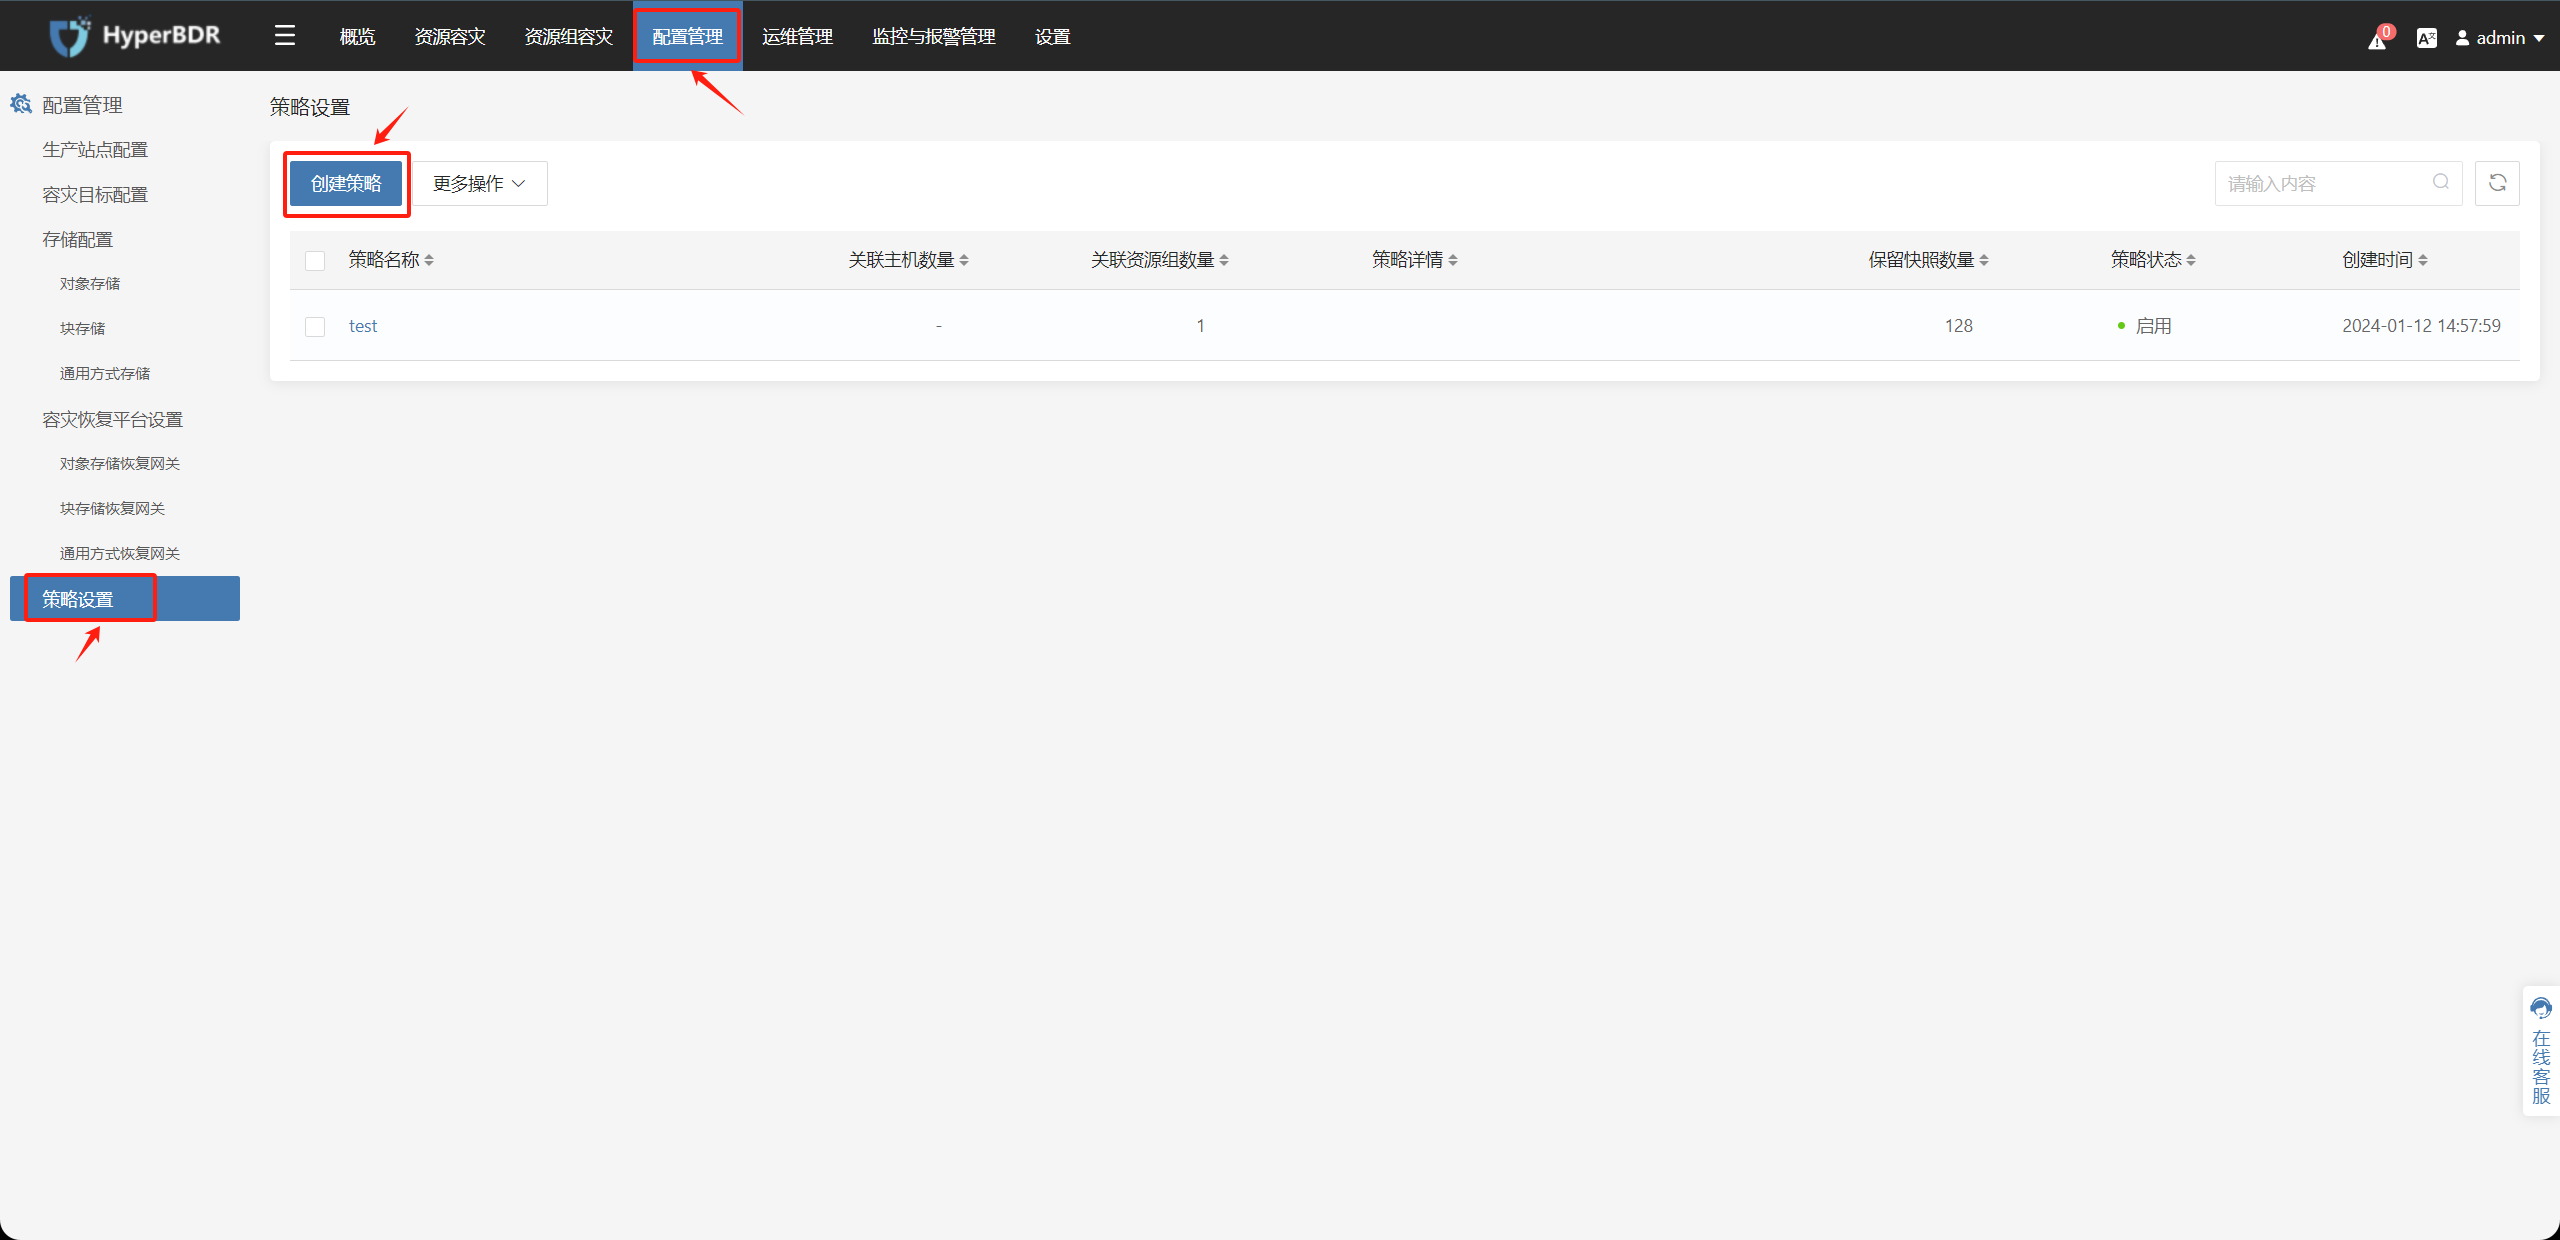 HyperBDR
概览
资源容灾
资源组容灾
配置管理
运维管理
监控与报警管理
设置
0
admin
配置管理
生产站点配置
容灾目标配置
存储配置
对象存储
块存储
通用方式存储
容灾恢复平台设置
对象存储恢复网关
块存储恢复网关
通用方式恢复网关
策略设置
策略设置
创建策略
更多操作
请输入内容
策略名称 关联主机数量 关联资源组数量 策略详情 保留快照数量 策略状态 创建时间
test - 1 128 启用 2024-01-12 14:57:59
在线客服